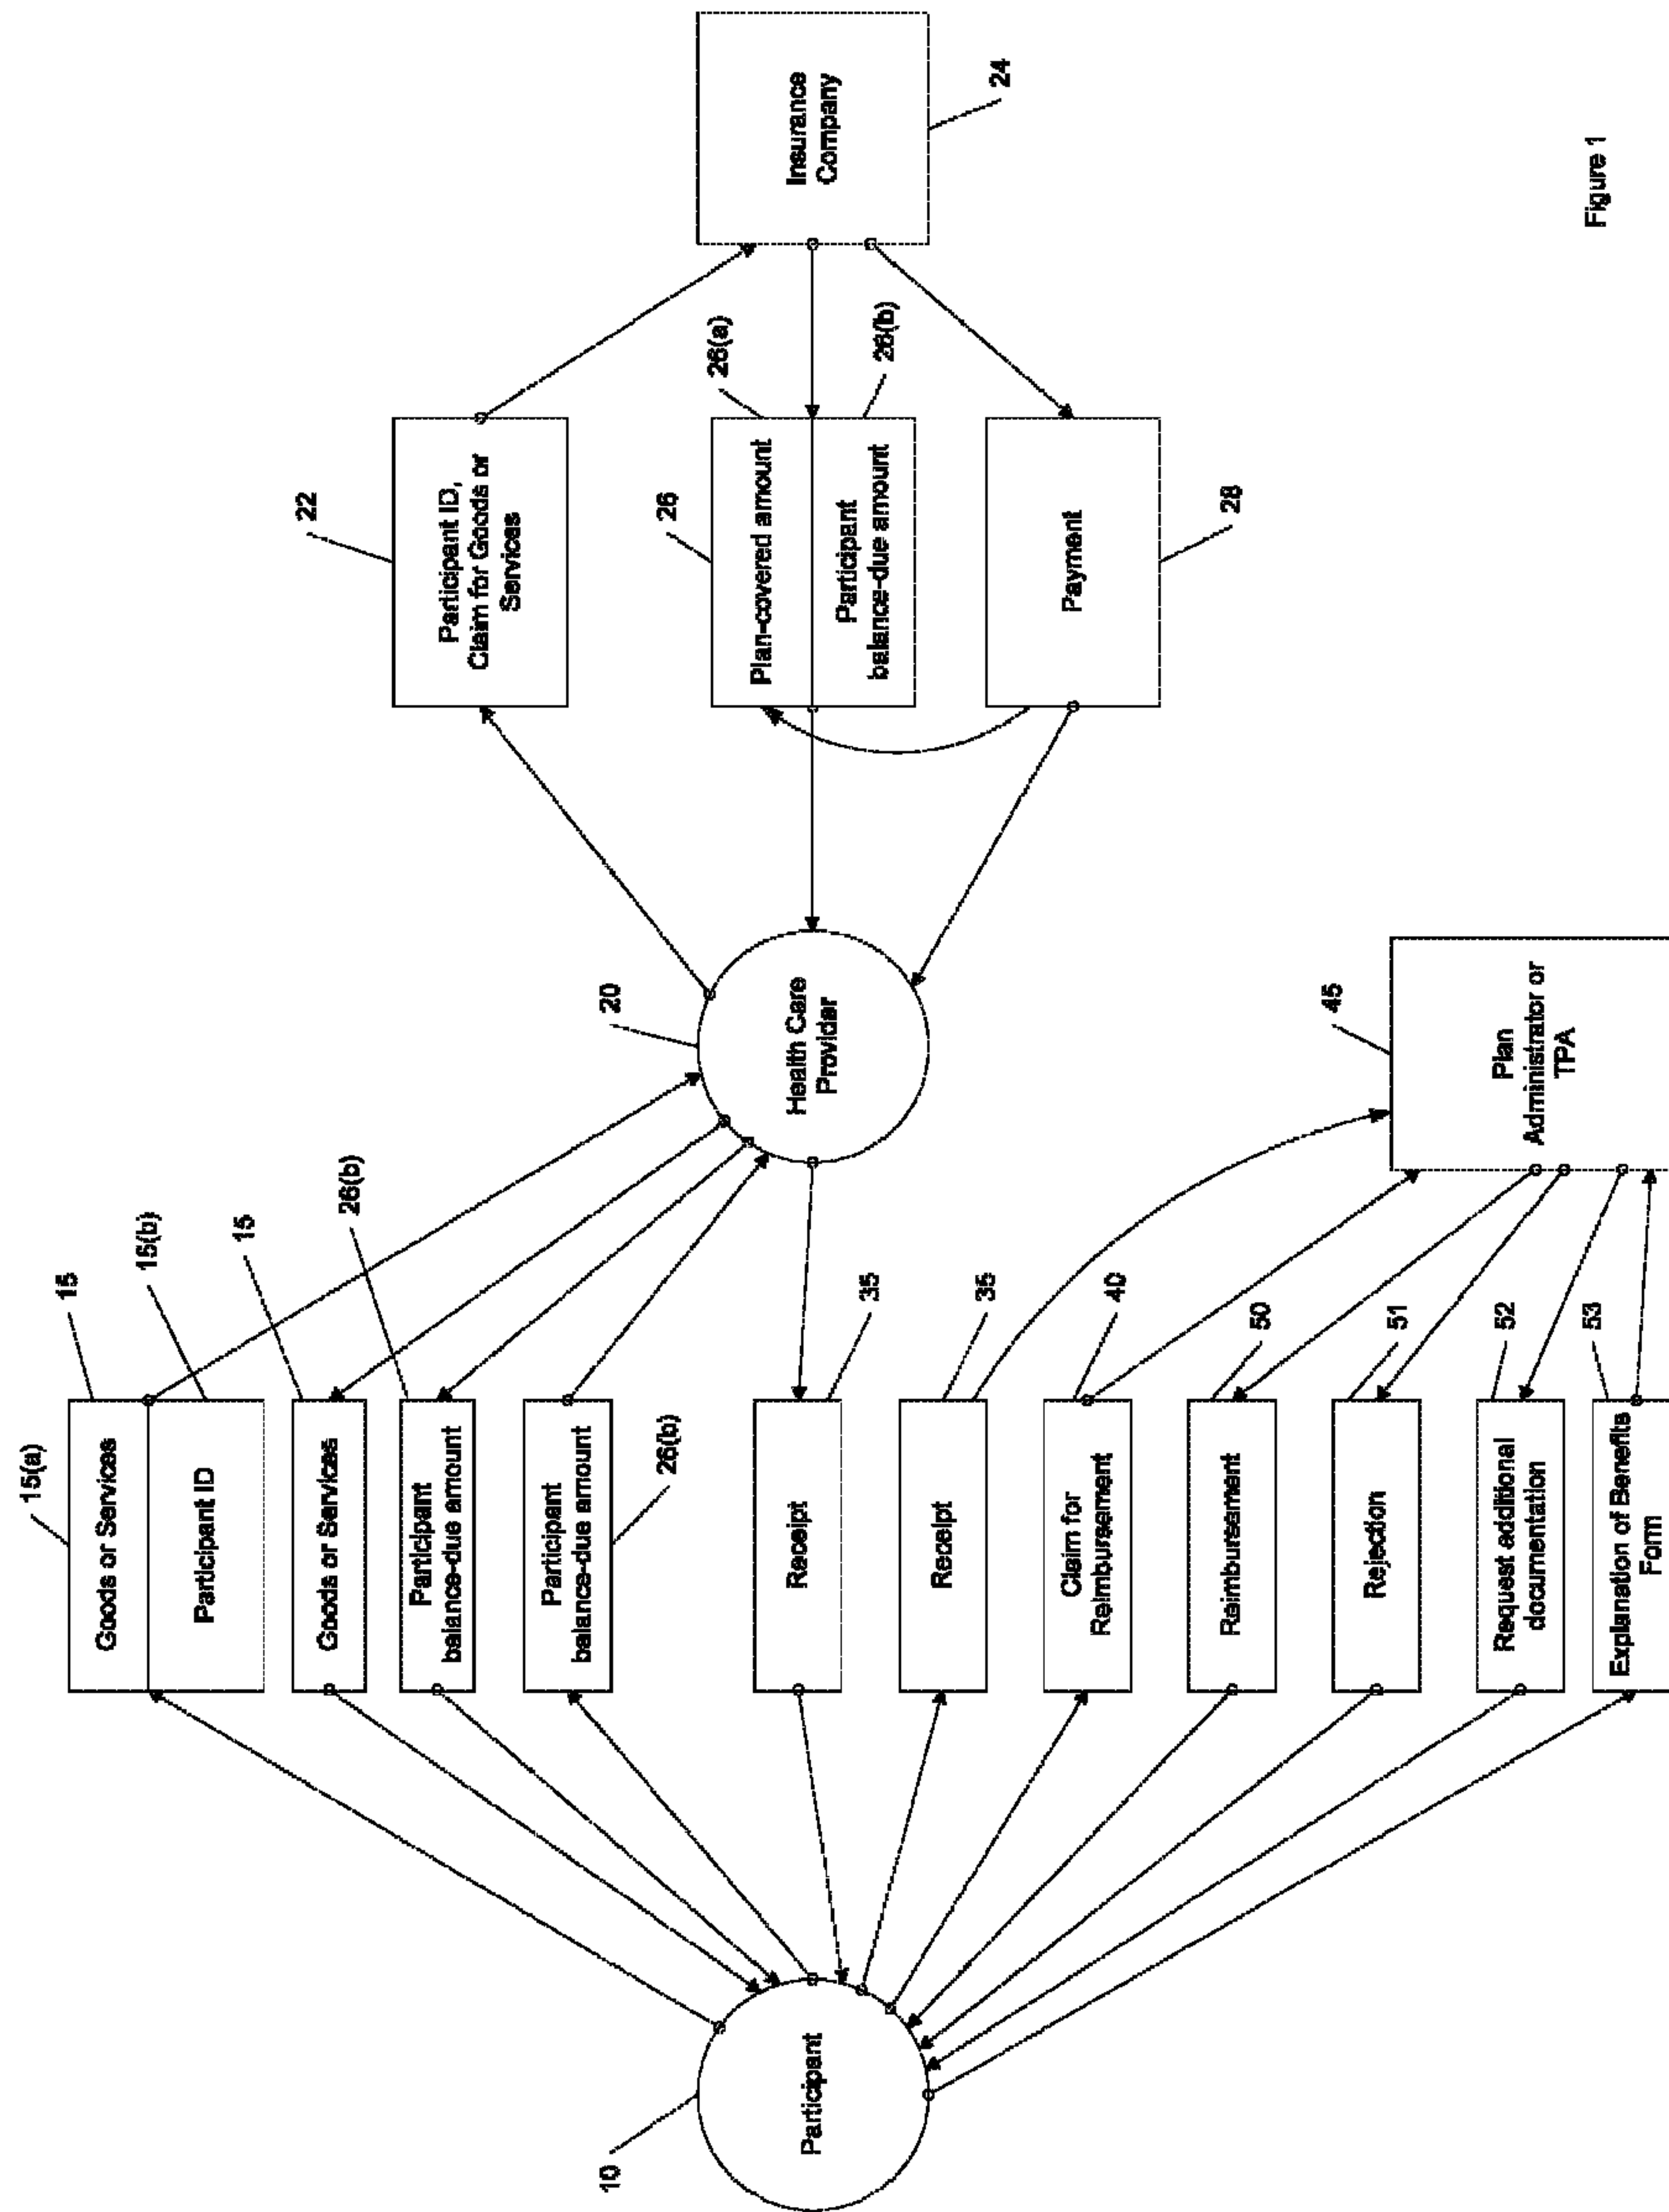 15(a)
15
Goods or Services
Participant ID
15(b)
15
Goods or Services
26(b)
Participant
balance-due amount
Participant
balance-due amount
26(b)
Receipt
35
Receipt
35
Claim for
Reimbursement
40
Reimbursement
50
Rejection
51
Request additional
documentation
52
Explanation of Benefits
Form
53
10
Participant
20
Health Care
Provider
45
Plan
Administrator or
TPA
22
Participant ID,
Claim for Goods or
Services
26
26(a)
Plan-covered amount
Participant
balance-due amount
26(b)
Payment
28
Insurance
Company
24
Figure 1